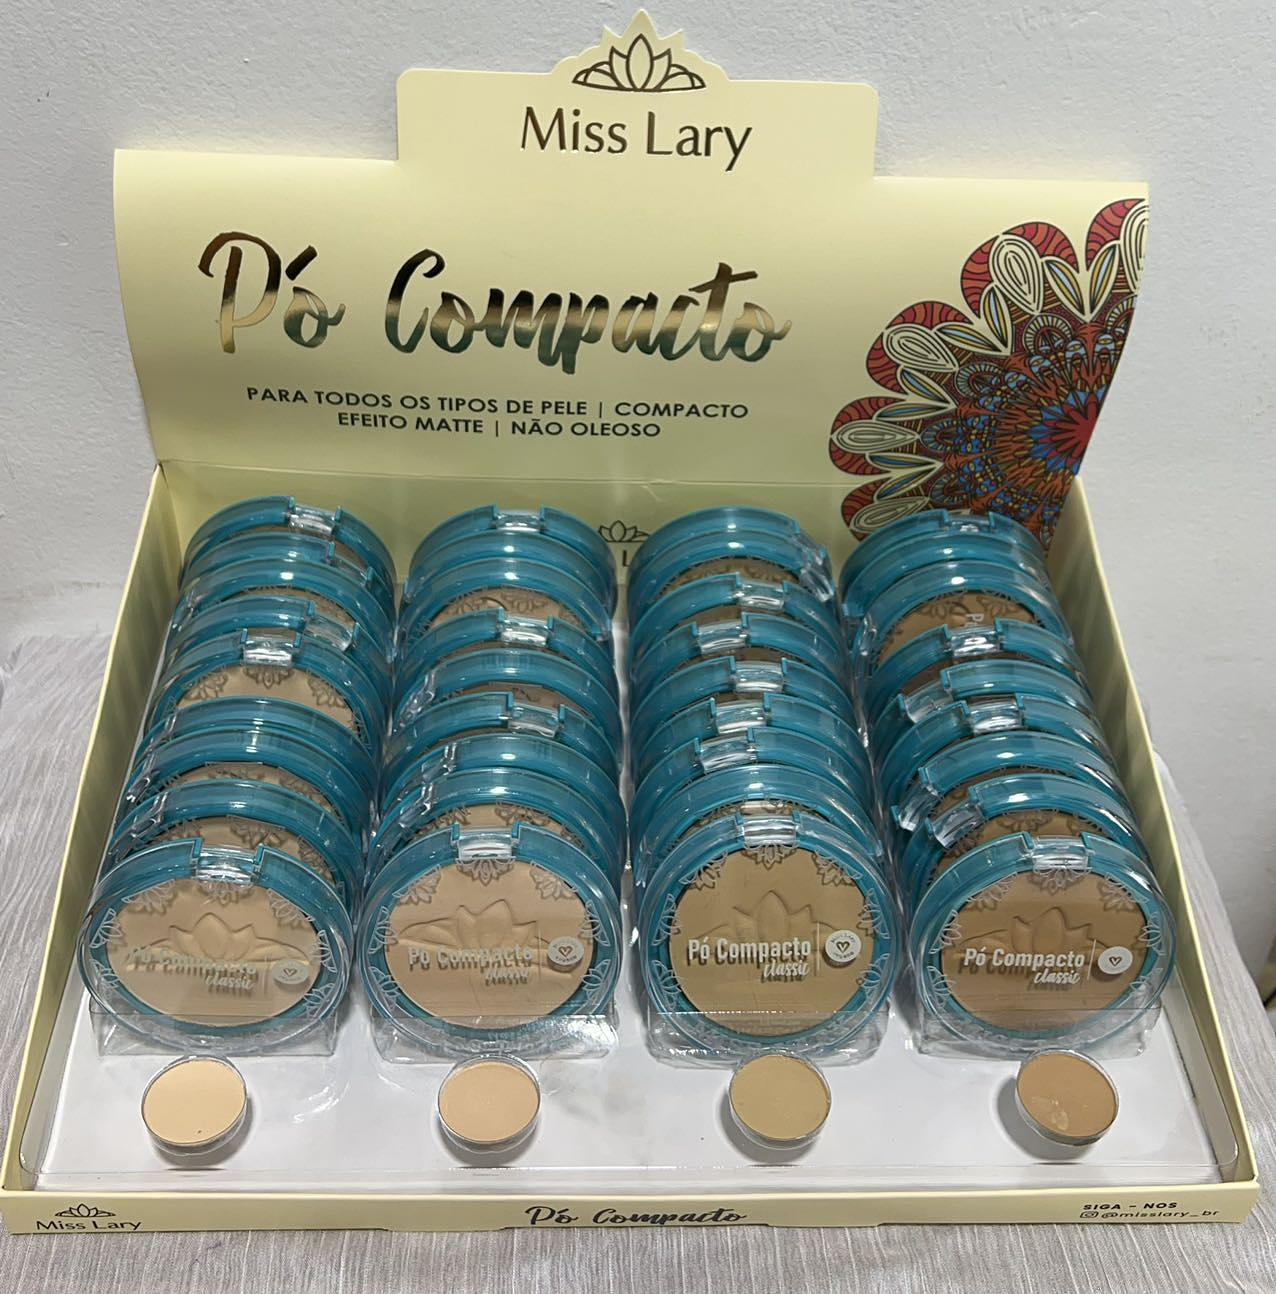 Miss Lary
Pó Compacto
PARA TODOS OS TIPOS DE PELE | COMPACTO
EFEITO MATTE | NÃO OLEOSO
Pó Compacto
classic
Pó Compacto
classic
Pó Compacto
classic
Pó Compacto
classic
Miss Lary
Pó Compacto
SIGA - NOS
@misslary_br